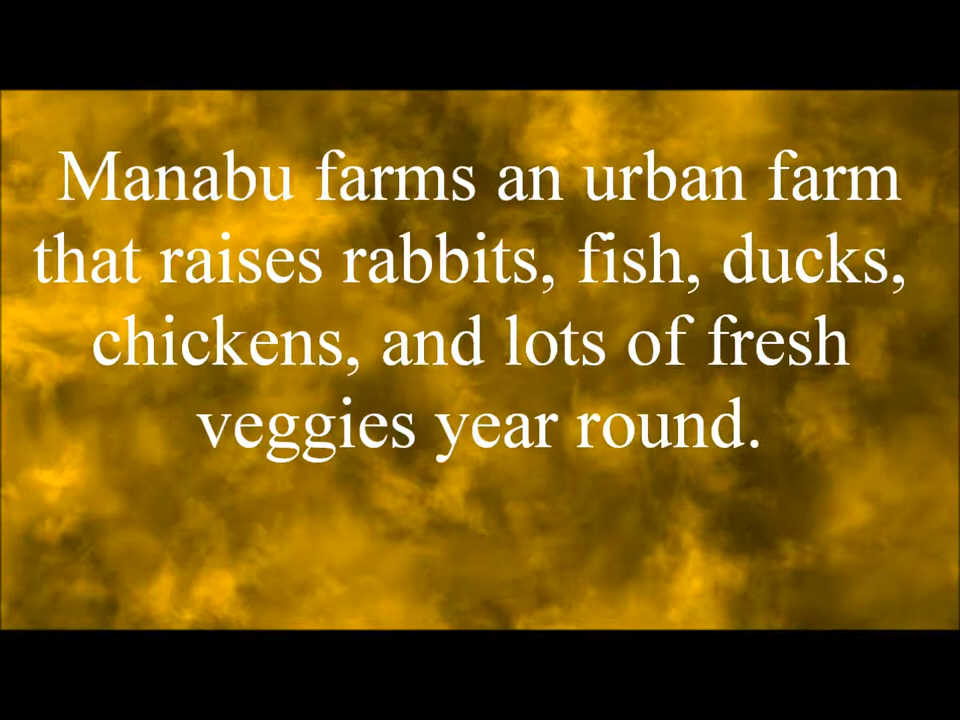 Manabu farms an urban farm
that raises rabbits, fish, ducks,
chickens, and lots of fresh
veggies year round.